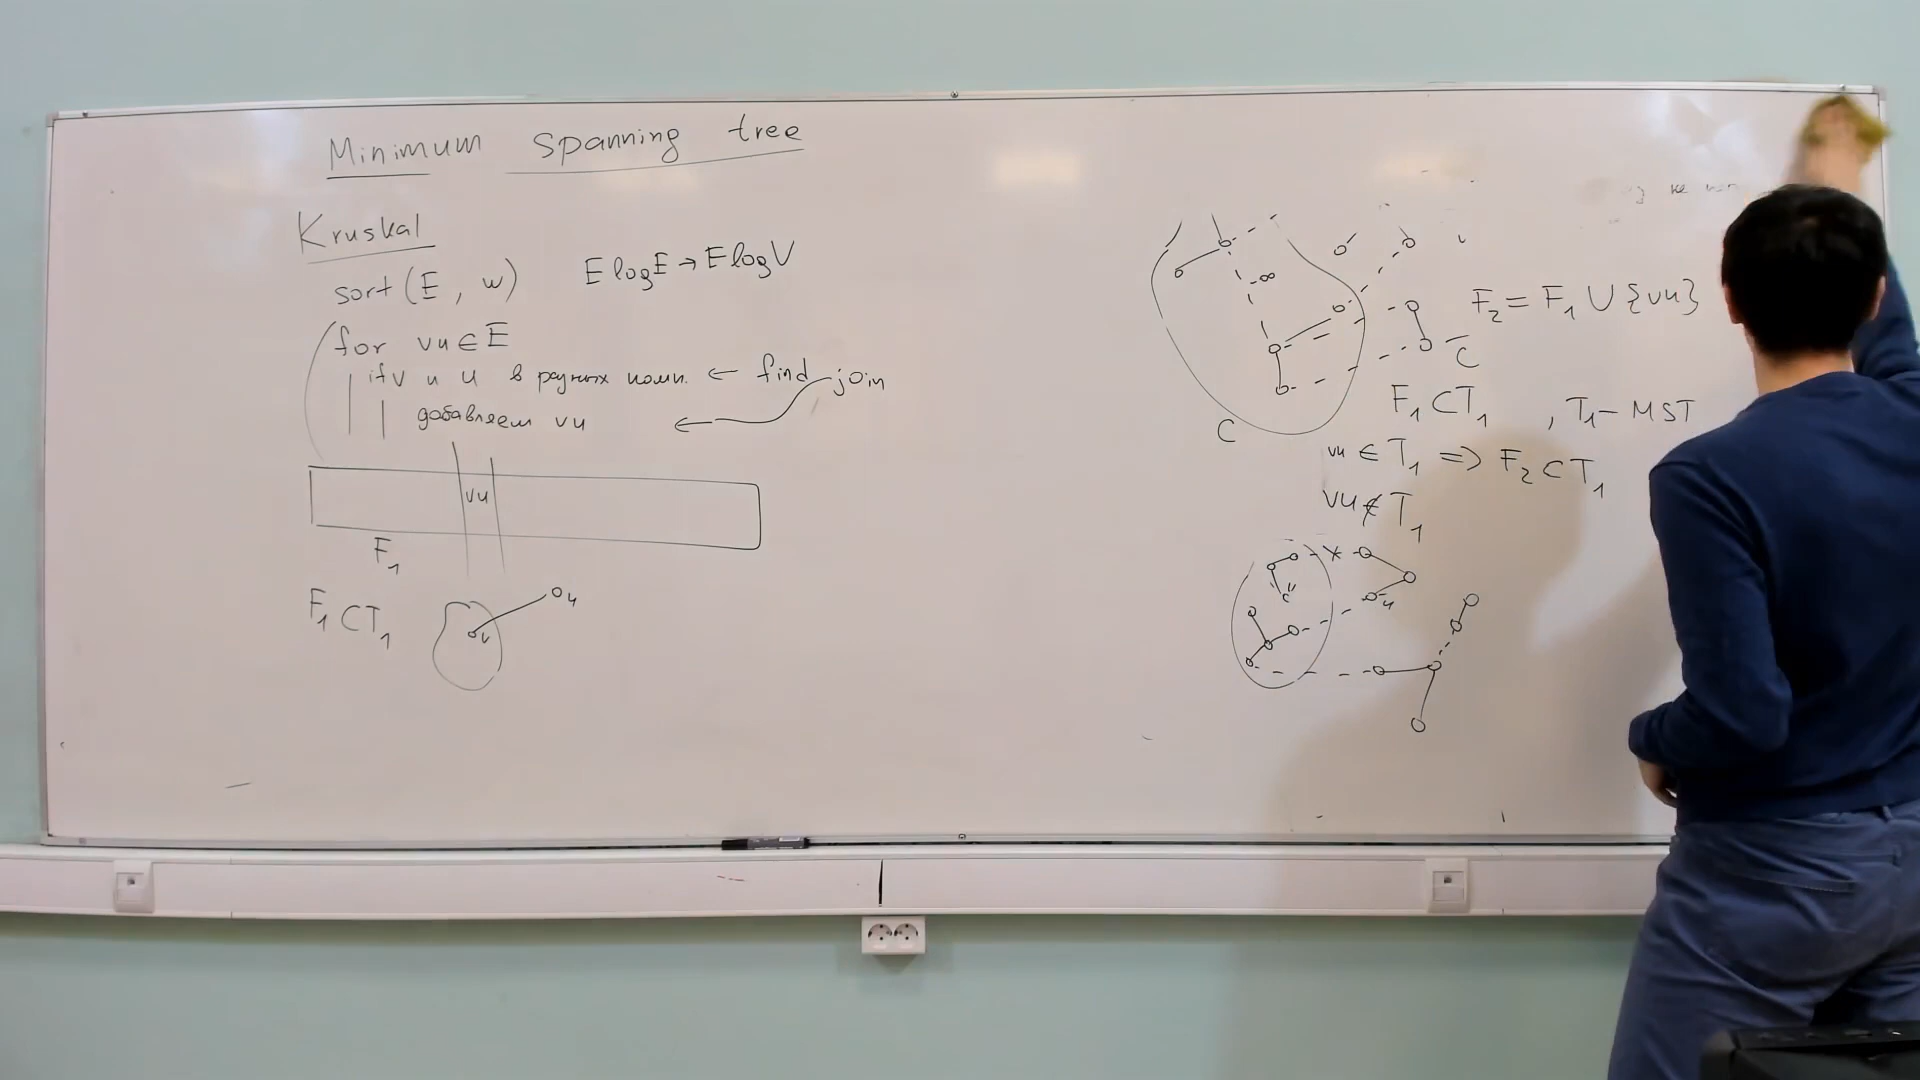 Minimum spanning tree
Kruskal
sort (E, w)
E log E → E log V
for vu ∈ E
if v и u в разных комп. ← find join
добавляем vu ←
vu
F₁
F₁ ⊂ T₁
v
u
-∞
F₂ = F₁ ∪ {vu}
C̅
C
F₁ ⊂ T₁ , T₁ - MST
vu ∈ T₁ => F₂ ⊂ T₁
vu ∉ T₁
u